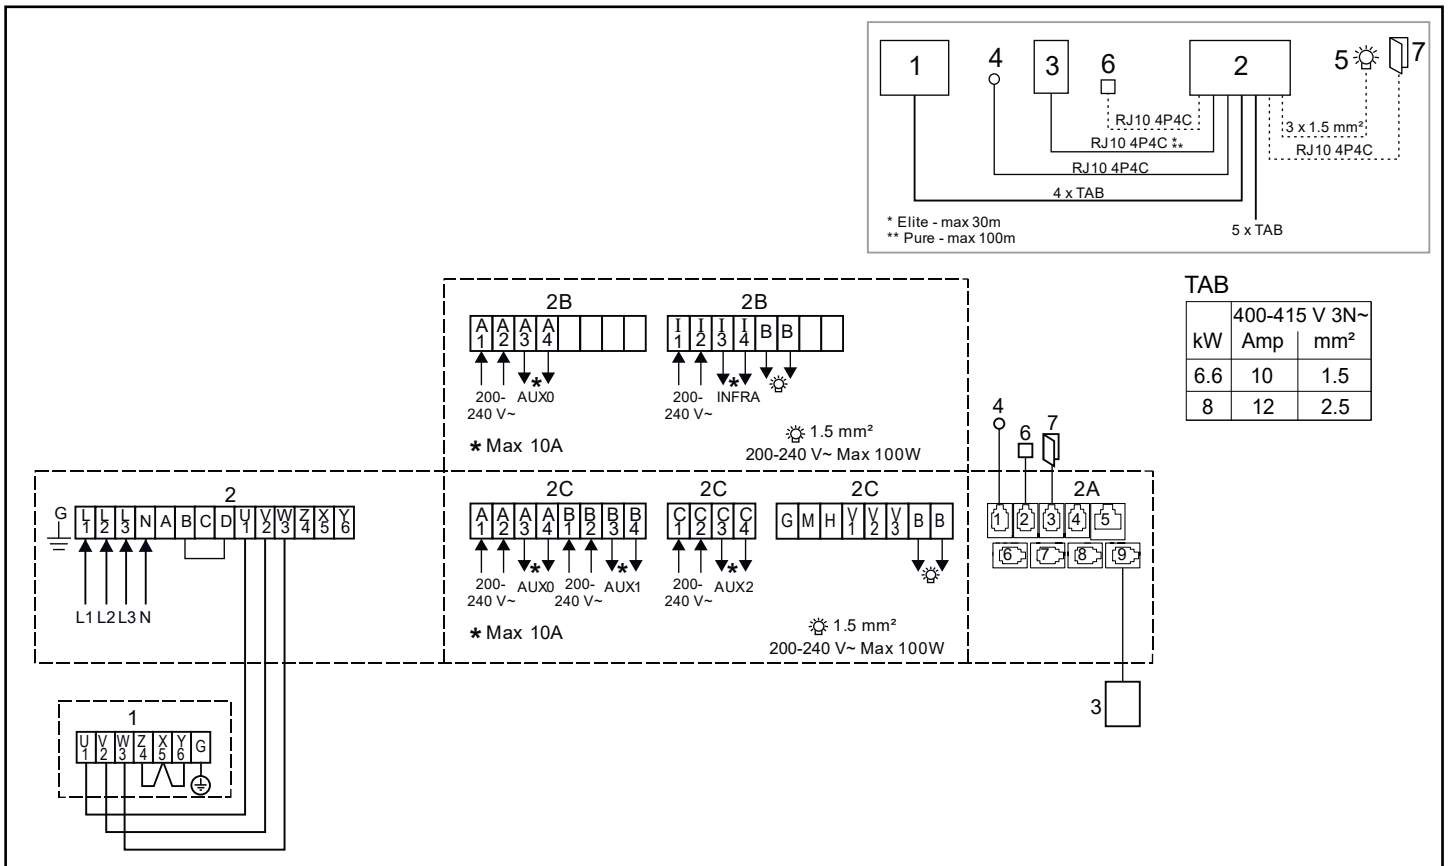 1
4
3
6
2
5
7
RJ10 4P4C
3 x 1.5 mm²
RJ10 4P4C * **
RJ10 4P4C
RJ10 4P4C
4 x TAB
5 x TAB
* Elite - max 30m
** Pure - max 100m
TAB
400-415 V 3N~
kW Amp mm²
6.6 10 1.5
8 12 2.5
2B
A1 A2 A3 A4
200-240 V~
* AUX0
* Max 10A
2B
I1 I2 I3 I4 B B
200-240 V~
* INFRA
1.5 mm²
200-240 V~ Max 100W
2
G L1 L2 L3 N A B C D U1 V2 W3 Z4 X5 Y6
L1 L2 L3 N
2C
A1 A2 A3 A4 B1 B2 B3 B4
200-240 V~
* AUX0
200-240 V~
* AUX1
* Max 10A
2C
C1 C2 C3 C4
200-240 V~
* AUX2
2C
G M H V1 V2 V3 B B
1.5 mm²
200-240 V~ Max 100W
4
6
7
2A
1 2 3 4 5
6 7 8 9
3
1
U1 V2 W3 Z4 X5 Y6 G